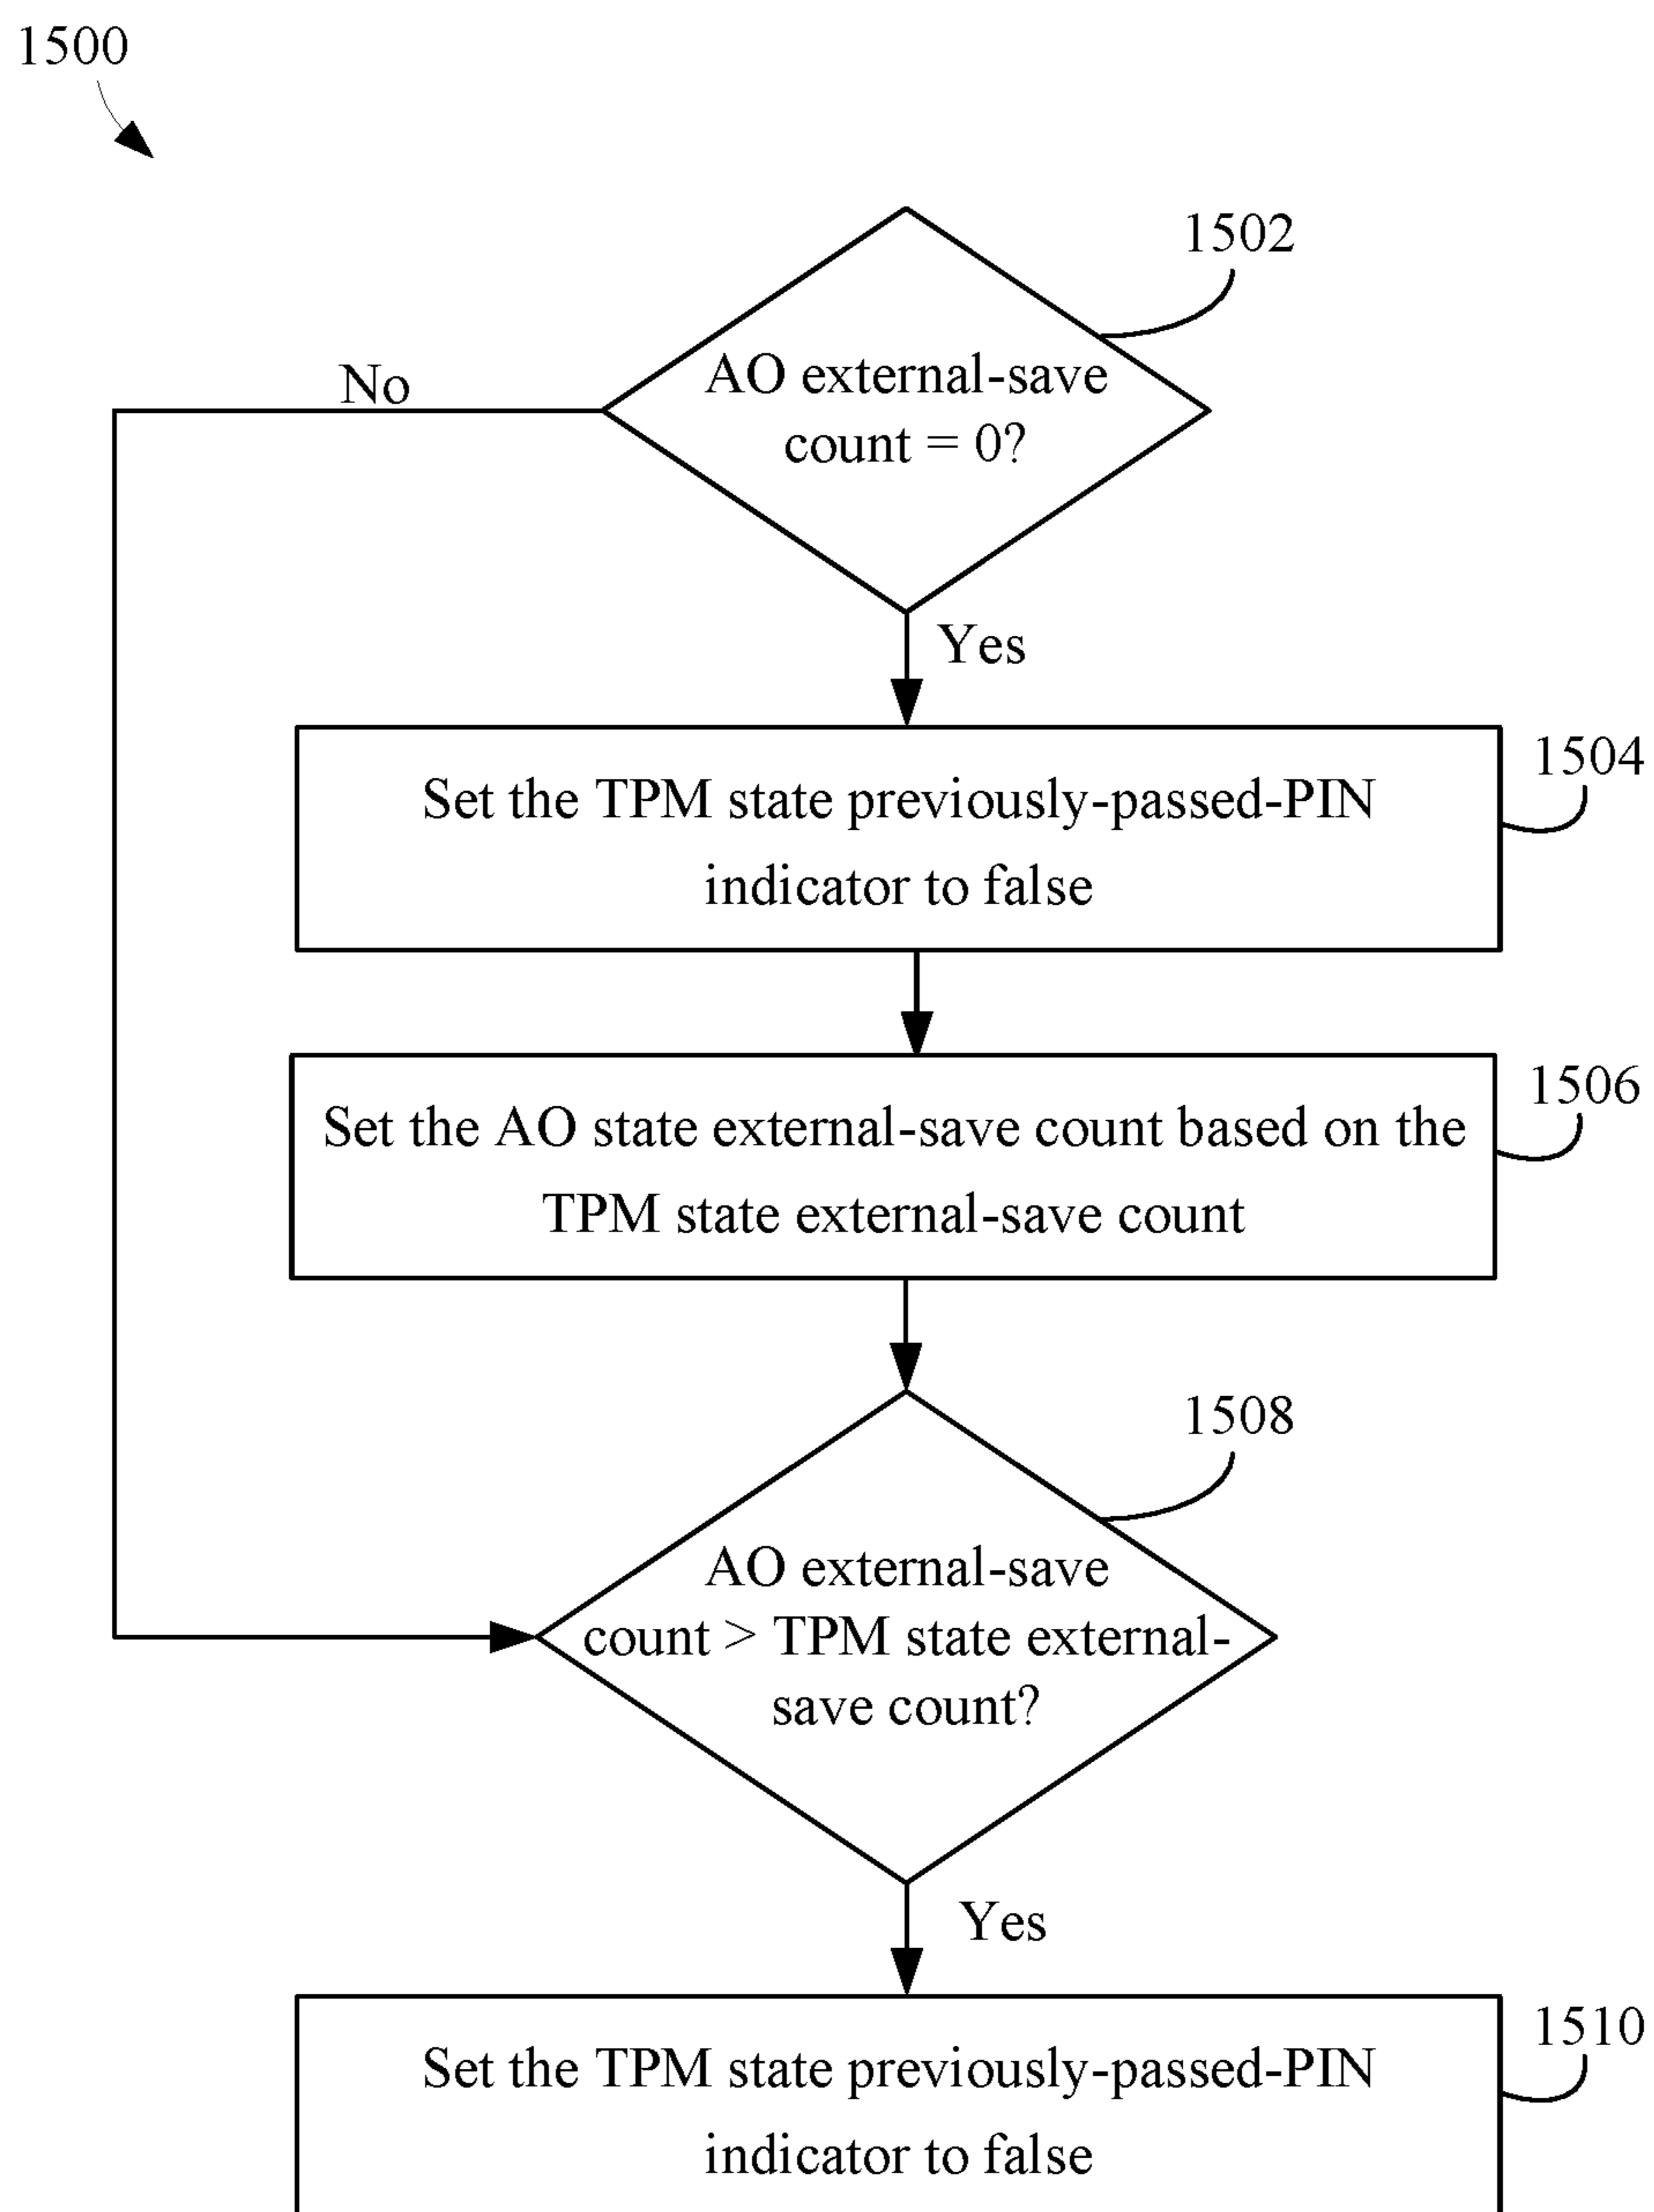 1500
1502
AO external-save
count = 0?
No
Yes
1504
Set the TPM state previously-passed-PIN
indicator to false
1506
Set the AO state external-save count based on the
TPM state external-save count
1508
AO external-save
count > TPM state external-
save count?
Yes
1510
Set the TPM state previously-passed-PIN
indicator to false